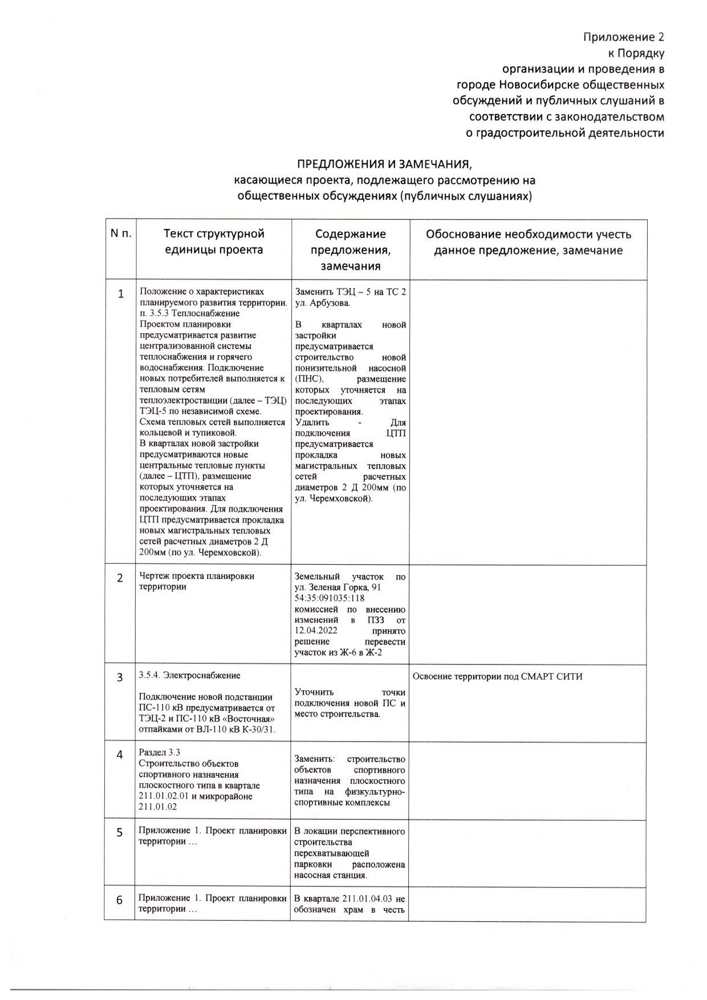 Приложение 2
к Порядку
организации и проведения в
городе Новосибирске общественных
обсуждений и публичных слушаний в
соответствии с законодательством
о градостроительной деятельности
ПРЕДЛОЖЕНИЯ И ЗАМЕЧАНИЯ,
касающиеся проекта, подлежащего рассмотрению на
общественных обсуждениях (публичных слушаниях)
N п.
Текст структурной
единицы проекта
Содержание
предложения,
замечания
Обоснование необходимости учесть
данное предложение, замечание
1
Положение о характеристиках
планируемого развития территории.
п. 3.5.3 Теплоснабжение
Проектом планировки
предусматривается развитие
централизованной системы
теплоснабжения и горячего
водоснабжения. Подключение
новых потребителей выполняется к
тепловым сетям
теплоэлектростанции (далее – ТЭЦ)
ТЭЦ-5 по независимой схеме.
Схема тепловых сетей выполняется
кольцевой и тупиковой.
В кварталах новой застройки
предусматриваются новые
центральные тепловые пункты
(далее – ЦТП), размещение
которых уточняется на
последующих этапах
проектирования. Для подключения
ЦТП предусматривается прокладка
новых магистральных тепловых
сетей расчетных диаметров 2 Д
200мм (по ул. Черемховской).
Заменить ТЭЦ – 5 на ТС 2
ул. Арбузова.
В кварталах новой
застройки
предусматривается
строительство новой
понизительной насосной
(ПНС), размещение
которых уточняется на
последующих этапах
проектирования.
Удалить - Для
подключения ЦТП
предусматривается
прокладка новых
магистральных тепловых
сетей расчетных
диаметров 2 Д 200мм (по
ул. Черемховской).
2
Чертеж проекта планировки
территории
Земельный участок по
ул. Зеленая Горка, 91
54:35:091035:118
комиссией по внесению
изменений в ПЗЗ от
12.04.2022 принято
решение перевести
участок из Ж-6 в Ж-2
3
3.5.4. Электроснабжение
Подключение новой подстанции
ПС-110 кВ предусматривается от
ТЭЦ-2 и ПС-110 кВ «Восточная»
отпайками от ВЛ-110 кВ К-30/31.
Уточнить точки
подключения новой ПС и
место строительства.
Освоение территории под СМАРТ СИТИ
4
Раздел 3.3
Строительство объектов
спортивного назначения
плоскостного типа в квартале
211.01.02.01 и микрорайоне
211.01.02
Заменить: строительство
объектов спортивного
назначения плоскостного
типа на физкультурно-
спортивные комплексы
5
Приложение 1. Проект планировки
территории …
В локации перспективного
строительства
перехватывающей
парковки расположена
насосная станция.
6
Приложение 1. Проект планировки
территории …
В квартале 211.01.04.03 не
обозначен храм в честь